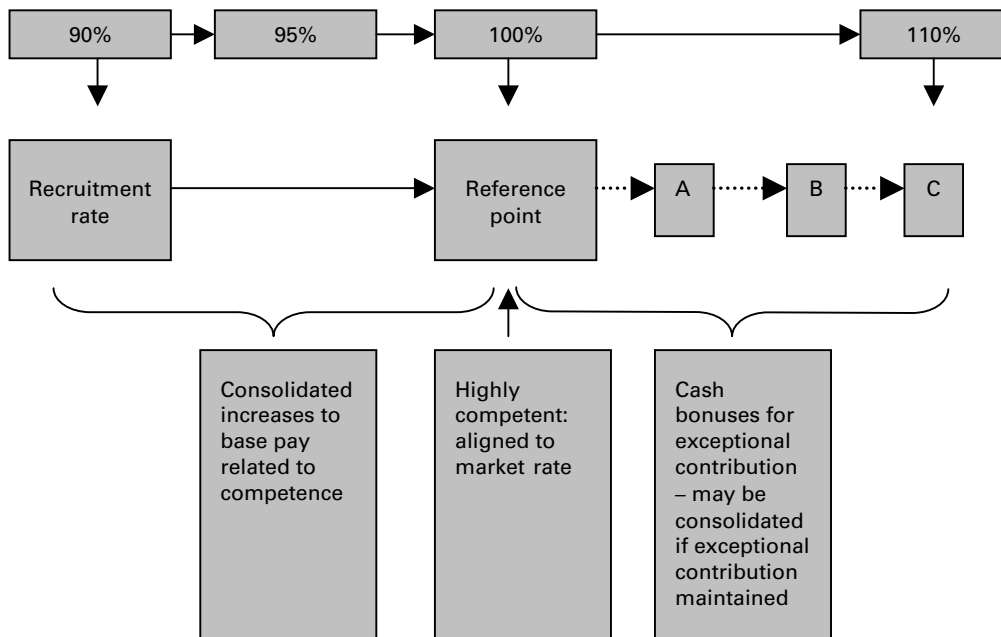 90%
95%
100%
110%
Recruitment
rate
Reference
point
A
B
C
Consolidated
increases to
base pay
related to
competence
Highly
competent:
aligned to
market rate
Cash
bonuses for
exceptional
contribution
– may be
consolidated
if exceptional
contribution
maintained